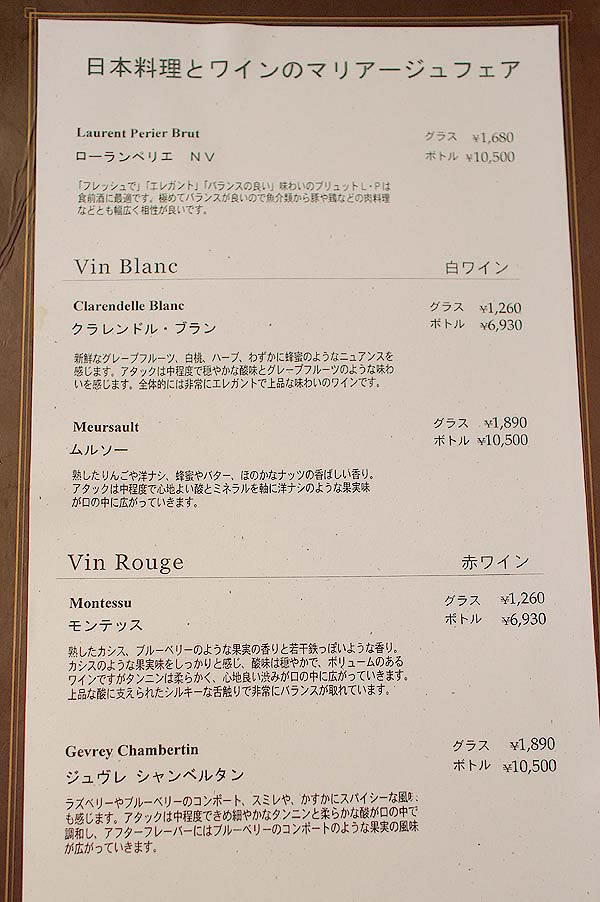 日本料理とワインのマリアージュフェア
Laurent Perier Brut グラス ¥1,680
ローランペリエ NV ボトル ¥10,500
「フレッシュで」「エレガント」「バランスの良い」味わいのブリュットL・Pは
食前酒に最適です。極めてバランスが良いので魚介類から豚や鶏などの肉料理
などとも幅広く相性が良いです。
Vin Blanc 白ワイン
Clarendelle Blanc グラス ¥1,260
クラレンドル・ブラン ボトル ¥6,930
新鮮なグレープフルーツ、白桃、ハーブ、わずかに蜂蜜のようなニュアンスを
感じます。アタックは中程度で穏やかな酸味とグレープフルーツのような味わ
いを感じます。全体的には非常にエレガントで上品な味わいのワインです。
Meursault グラス ¥1,890
ムルソー ボトル ¥10,500
熟したりんごや洋ナシ、蜂蜜やバター、ほのかなナッツの香ばしい香り。
アタックは中程度で心地よい酸とミネラルを軸に洋ナシのような果実味
が口の中に広がっていきます。
Vin Rouge 赤ワイン
Montessu グラス ¥1,260
モンテッス ボトル ¥6,930
熟したカシス、ブルーベリーのような果実の香りと若干鉄っぽいような香り。
カシスのような果実味をしっかりと感じ、酸味は穏やかで、ボリュームのある
ワインですがタンニンは柔らかく、心地良い渋みが口の中に広がっていきます。
上品な酸に支えられたシルキーな舌触りで非常にバランスが取れています。
Gevrey Chambertin グラス ¥1,890
ジュヴレ シャンベルタン ボトル ¥10,500
ラズベリーやブルーベリーのコンポート、スミレや、かすかにスパイシーな風味
も感じます。アタックは中程度できめ細やかなタンニンと柔らかな酸が口の中で
調和し、アフターフレーバーにはブルーベリーのコンポートのような果実の風味
が広がっていきます。